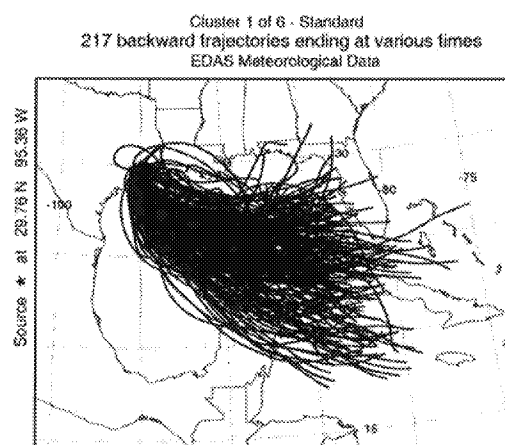 Cluster 1 of 6 - Standard
217 backward trajectories ending at various times
EDAS Meteorological Data
Source ★ at 29.76 N 95.36 W
-100
30
-80
-75
15